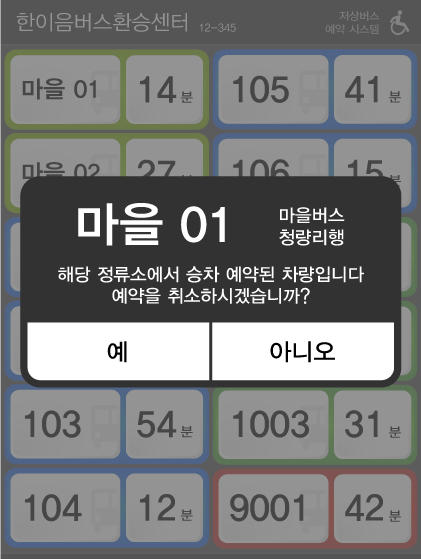 한이음버스환승센터 12-345
저상버스
예약 시스템
마을 01 14분 105 41분
마을 02 27분 106 15분
마을 01
마을버스
청량리행
해당 정류소에서 승차 예약된 차량입니다
예약을 취소하시겠습니까?
예 아니오
103 54분 1003 31분
104 12분 9001 42분